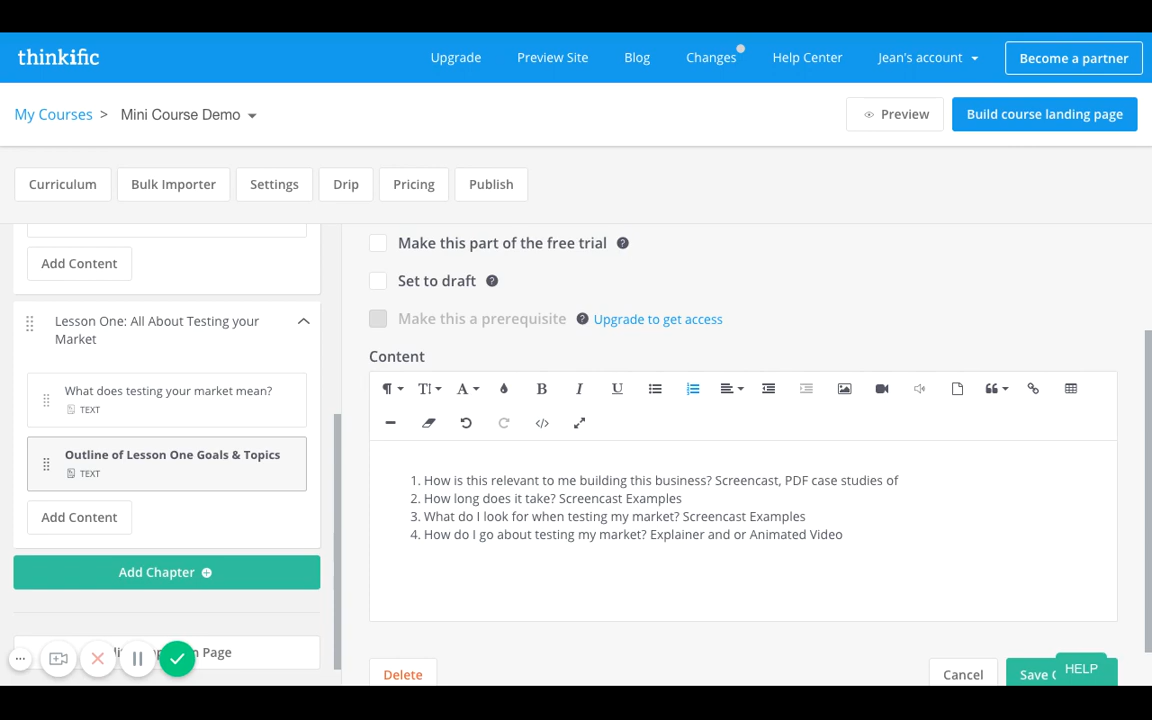 thinkific
Upgrade Preview Site Blog Changes Help Center Jean's account Become a partner
My Courses > Mini Course Demo Preview Build course landing page
Curriculum Bulk Importer Settings Drip Pricing Publish
Add Content
Lesson One: All About Testing your
Market
What does testing your market mean?
TEXT
Outline of Lesson One Goals & Topics
TEXT
Add Content
Add Chapter
Page
Make this part of the free trial
Set to draft
Make this a prerequisite Upgrade to get access
Content
1. How is this relevant to me building this business? Screencast, PDF case studies of
2. How long does it take? Screencast Examples
3. What do I look for when testing my market? Screencast Examples
4. How do I go about testing my market? Explainer and or Animated Video
Delete Cancel Save HELP